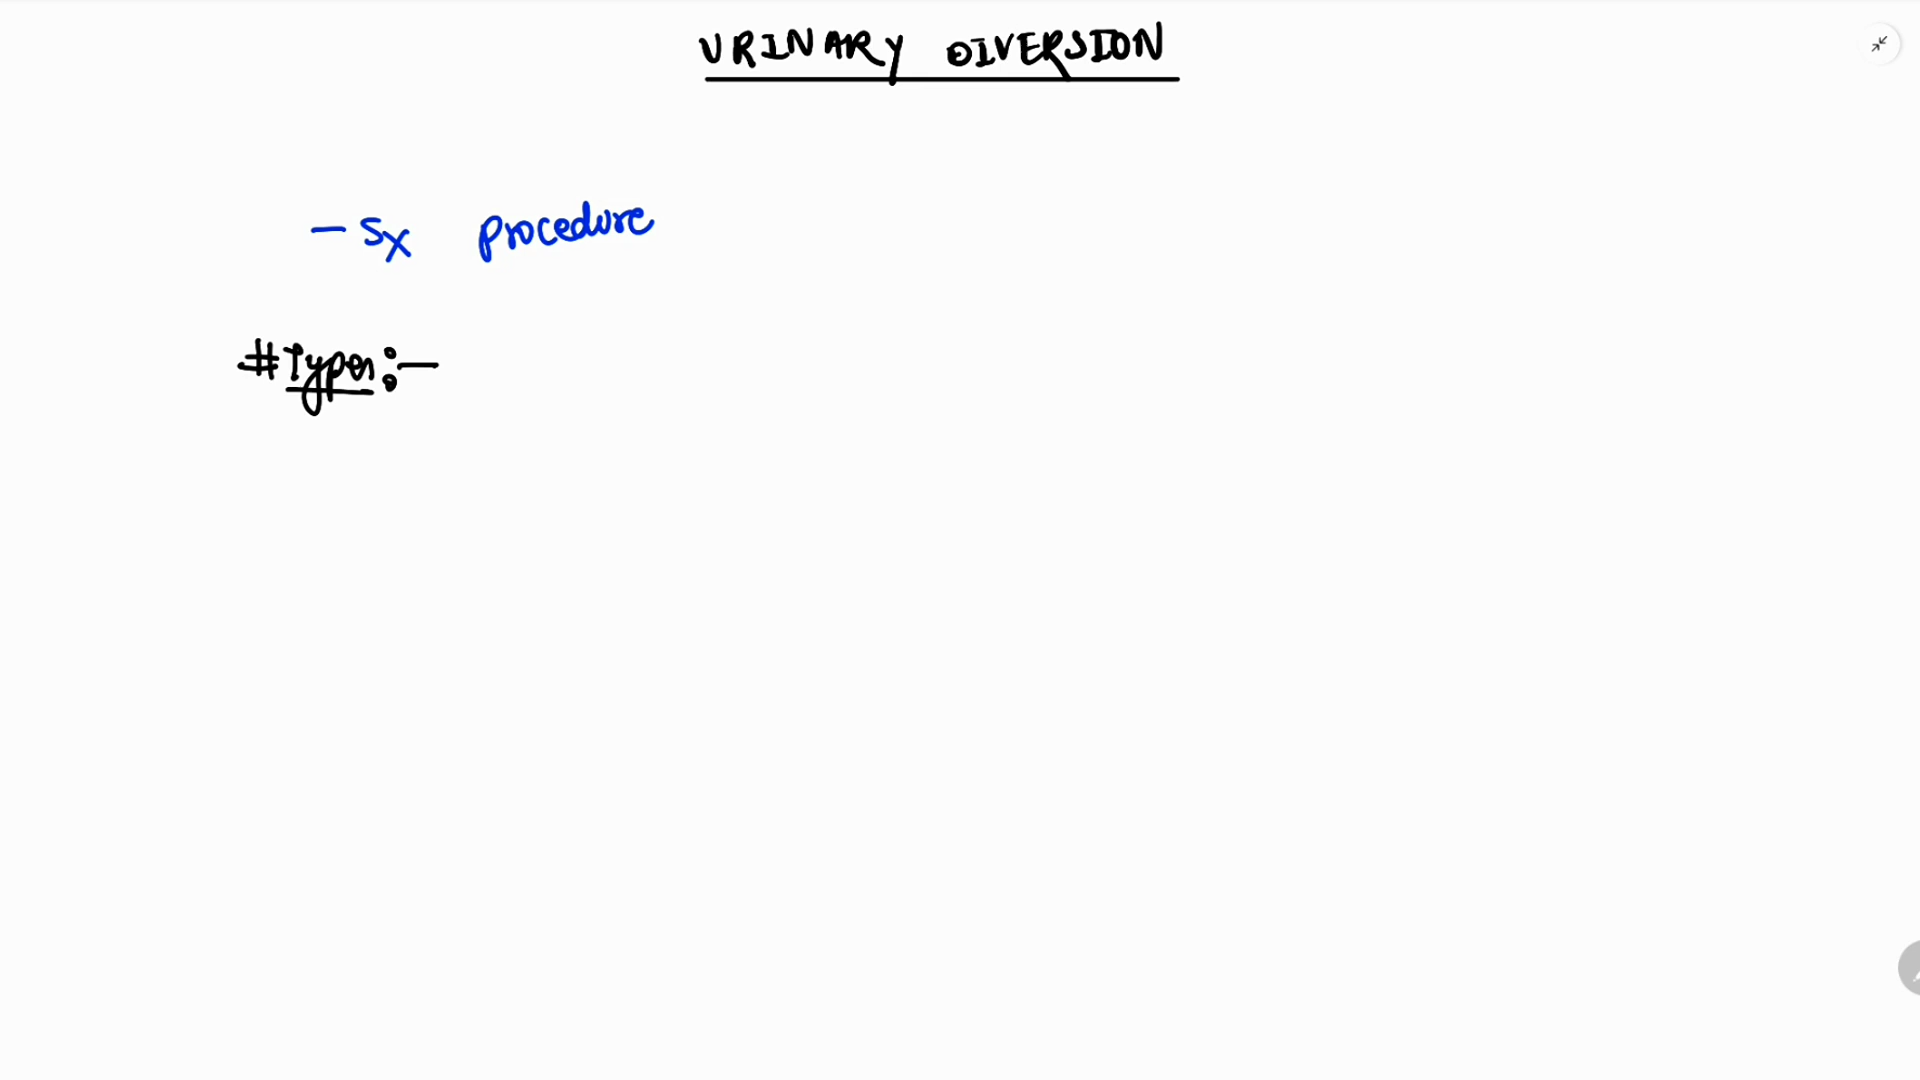 URINARY DIVERSION
- Sx procedure
# Types :-